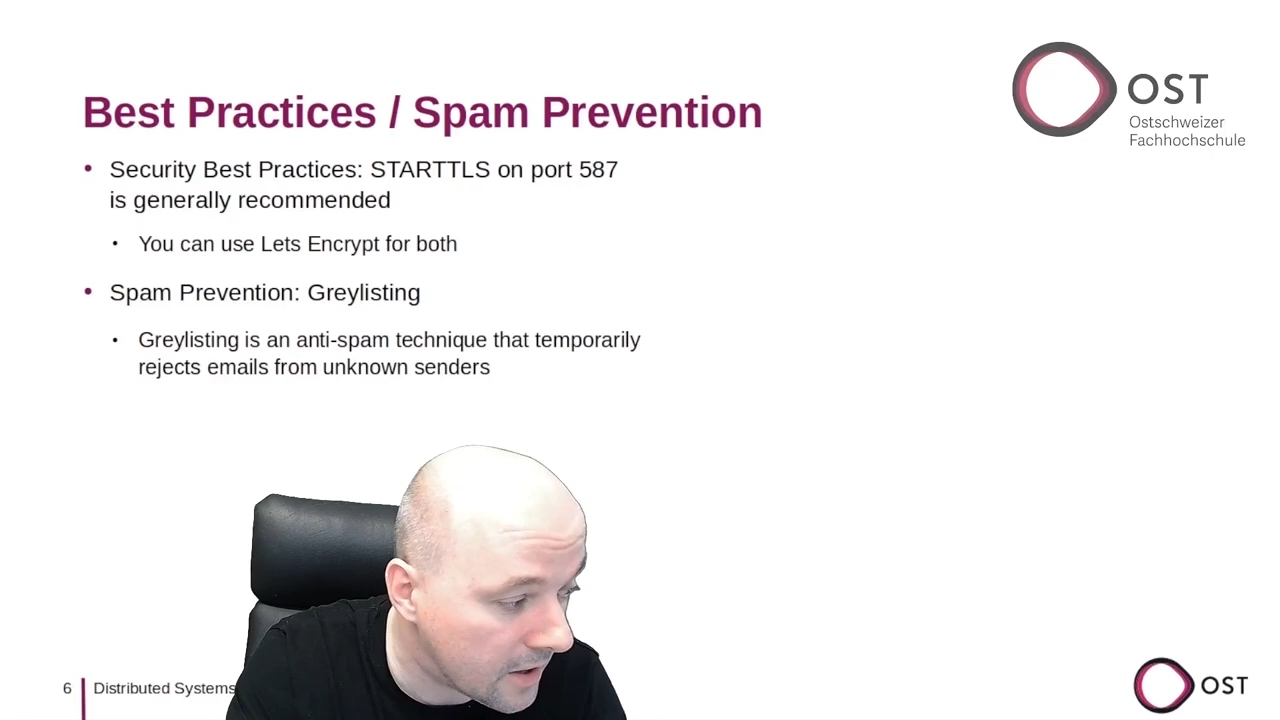 OST
Ostschweizer
Fachhochschule
Best Practices / Spam Prevention
• Security Best Practices: STARTTLS on port 587
is generally recommended
• You can use Lets Encrypt for both
• Spam Prevention: Greylisting
• Greylisting is an anti-spam technique that temporarily
rejects emails from unknown senders
6 Distributed Systems
OST